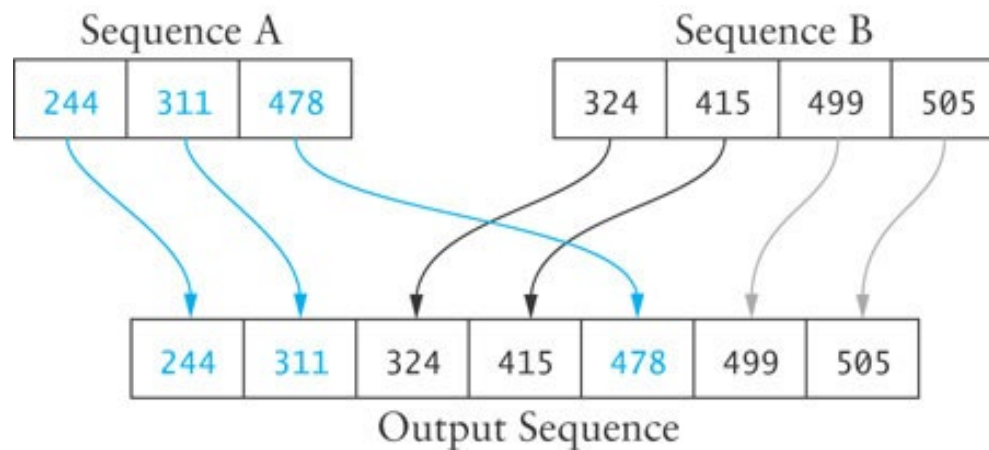 Sequence A
Sequence B
244 311 478
324 415 499 505
244 311 324 415 478 499 505
Output Sequence